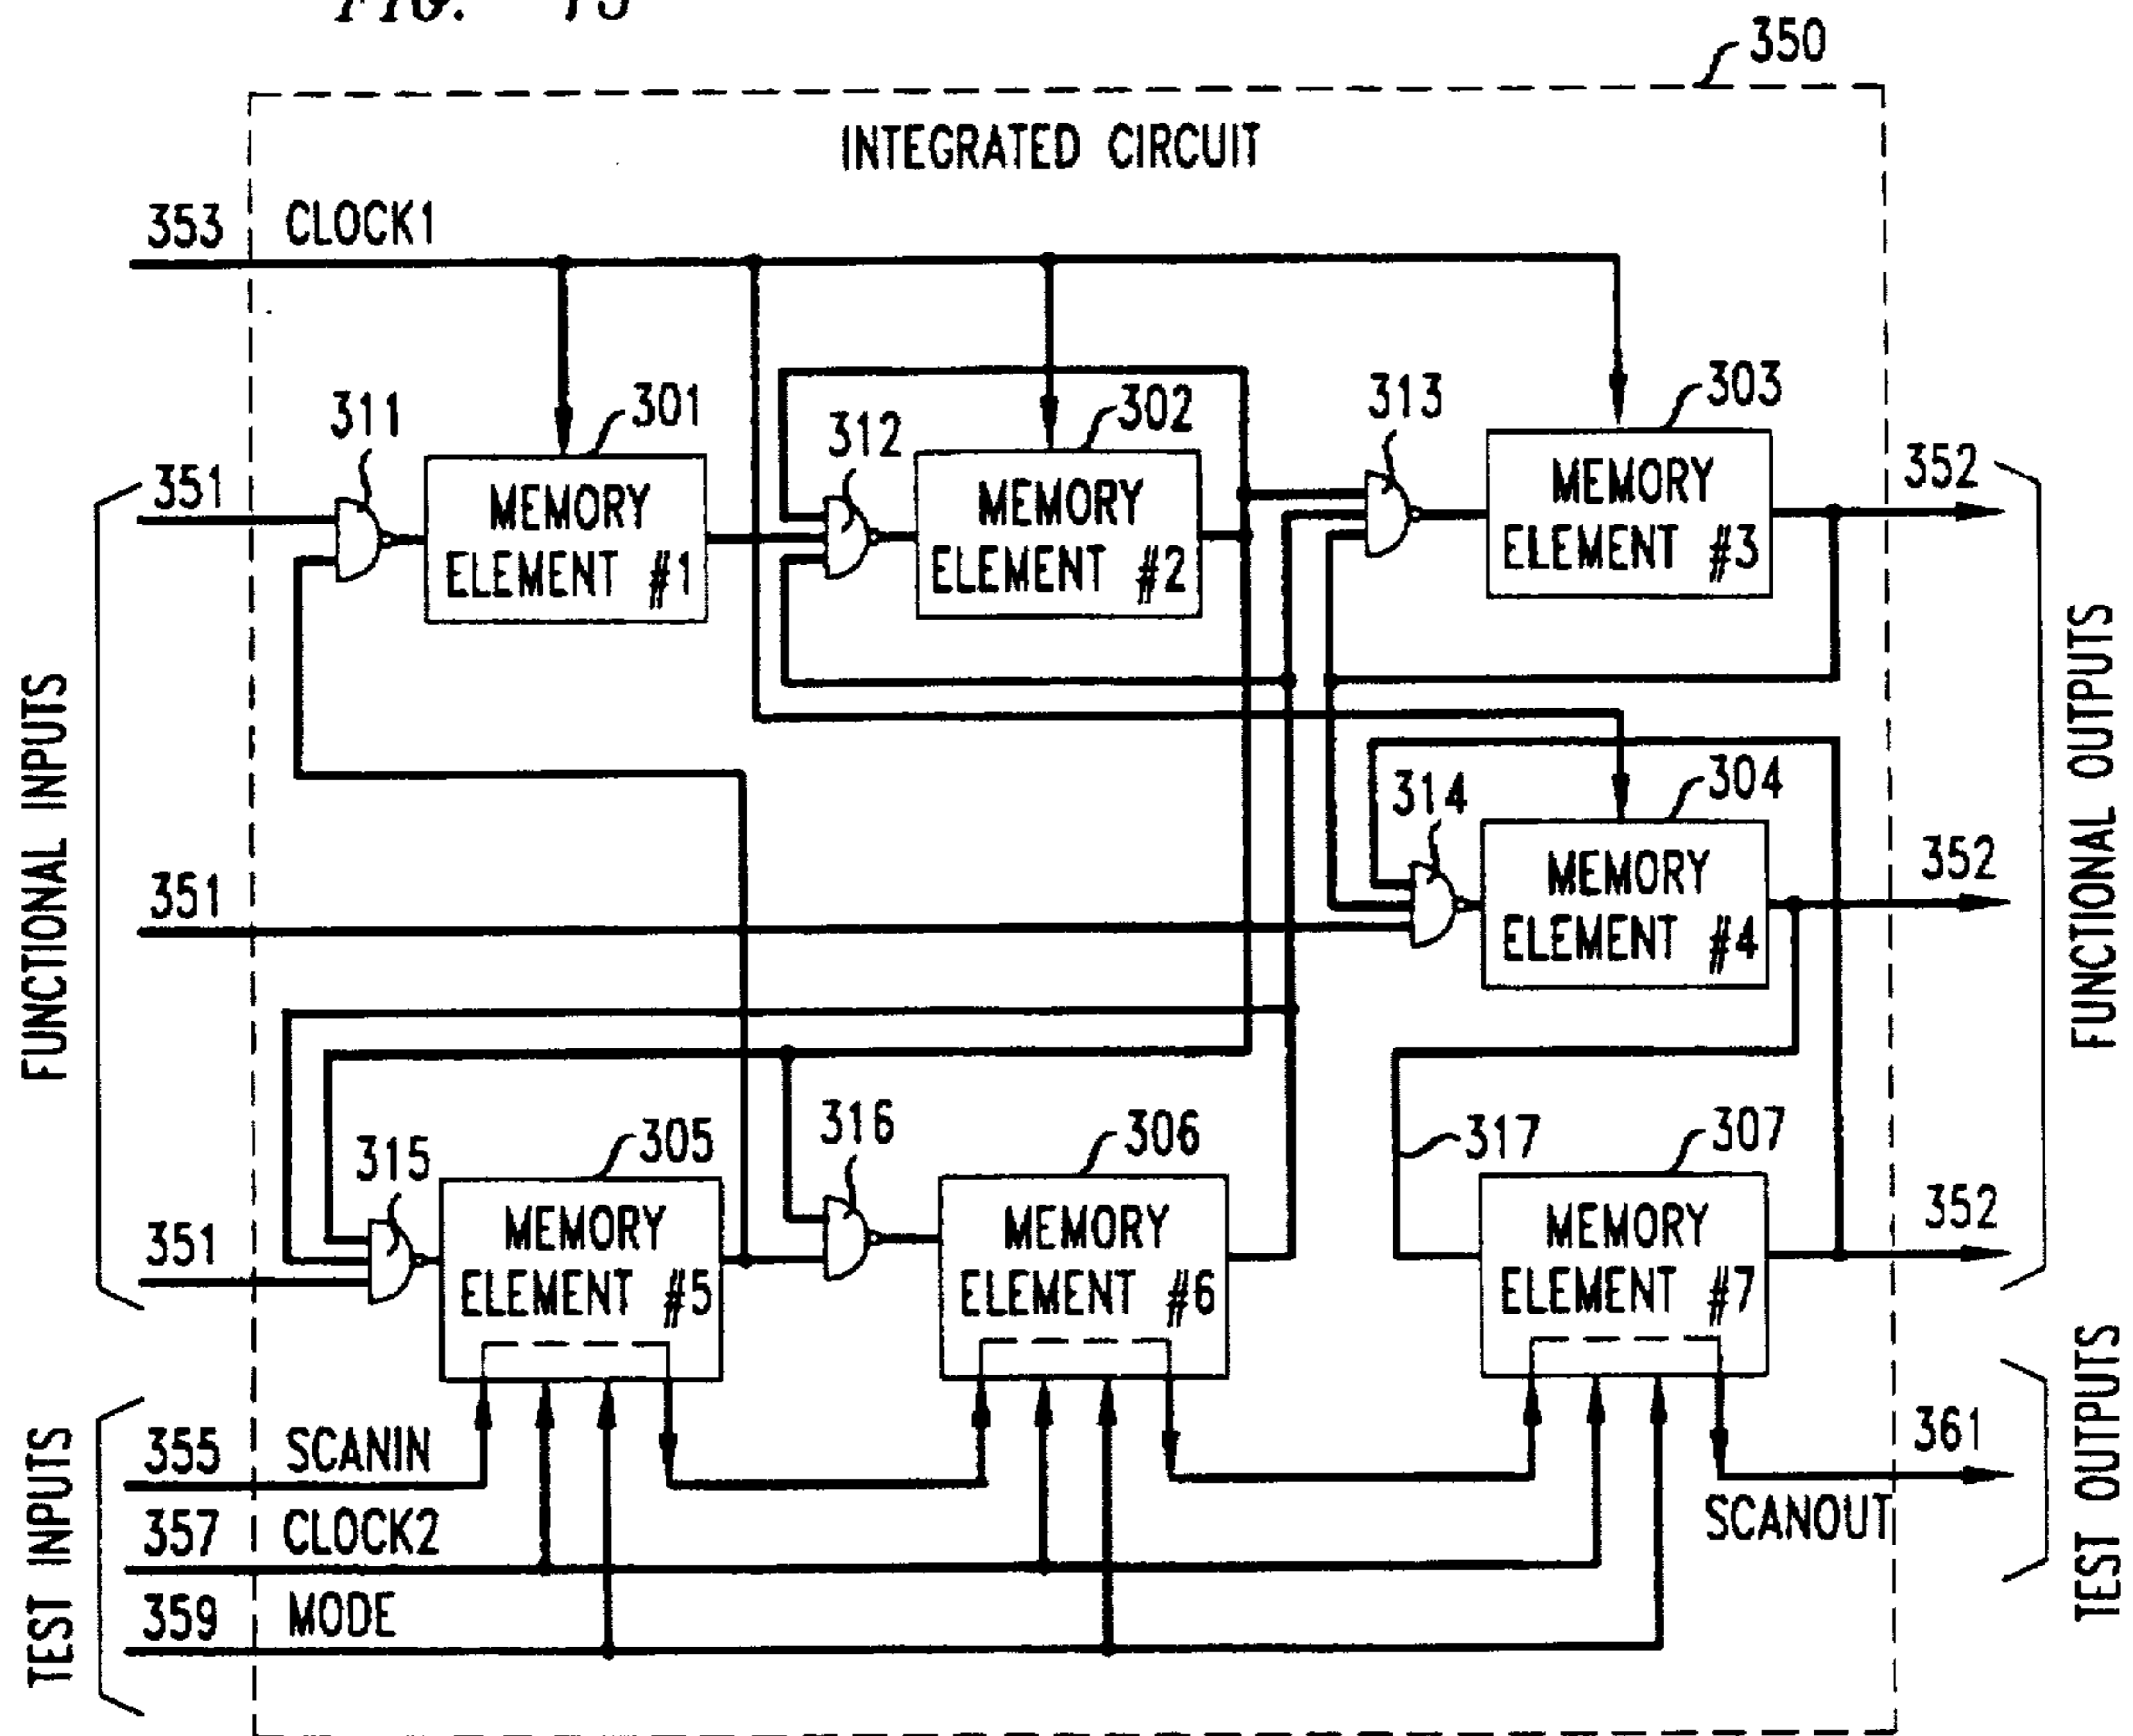 FIG. 13
350
INTEGRATED CIRCUIT
353 CLOCK1
311
301
312
302
313
303
351
MEMORY
ELEMENT #1
MEMORY
ELEMENT #2
MEMORY
ELEMENT #3
352
FUNCTIONAL INPUTS
FUNCTIONAL OUTPUTS
314
304
351
MEMORY
ELEMENT #4
352
315
305
316
306
317
307
351
MEMORY
ELEMENT #5
MEMORY
ELEMENT #6
MEMORY
ELEMENT #7
352
TEST INPUTS
355 SCANIN
357 CLOCK2
359 MODE
361
SCANOUT
TEST OUTPUTS